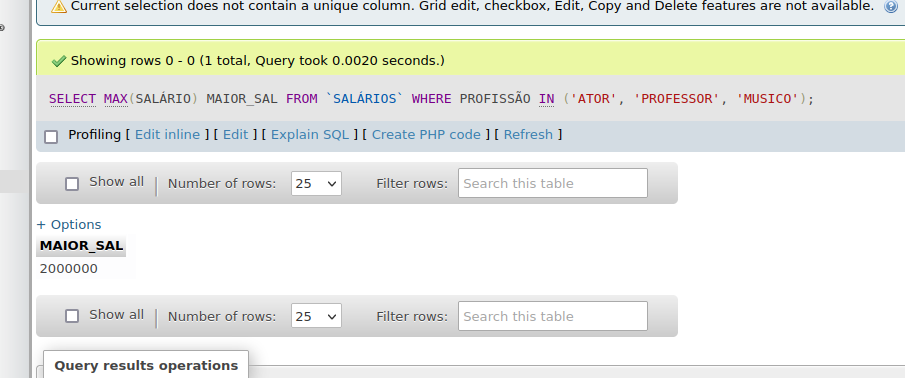 Current selection does not contain a unique column. Grid edit, checkbox, Edit, Copy and Delete features are not available.
Showing rows 0 - 0 (1 total, Query took 0.0020 seconds.)
SELECT MAX(SALÁRIO) MAIOR_SAL FROM `SALÁRIOS` WHERE PROFISSÃO IN ('ATOR', 'PROFESSOR', 'MUSICO');
Profiling [ Edit inline ] [ Edit ] [ Explain SQL ] [ Create PHP code ] [ Refresh ]
Show all | Number of rows: 25 Filter rows: Search this table
+ Options
MAIOR_SAL
2000000
Show all | Number of rows: 25 Filter rows: Search this table
Query results operations